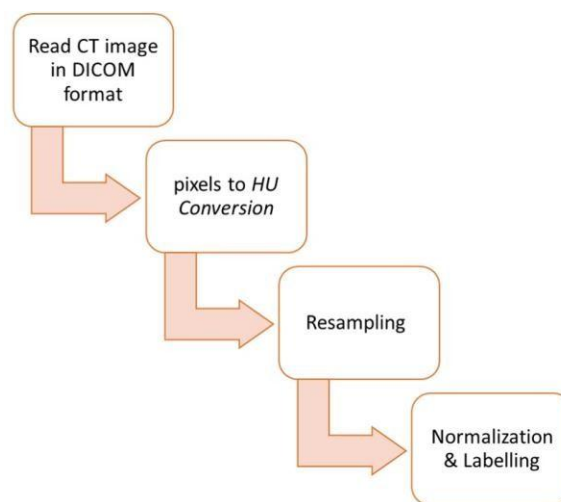 Read CT image
in DICOM
format
pixels to HU
Conversion
Resampling
Normalization
& Labelling